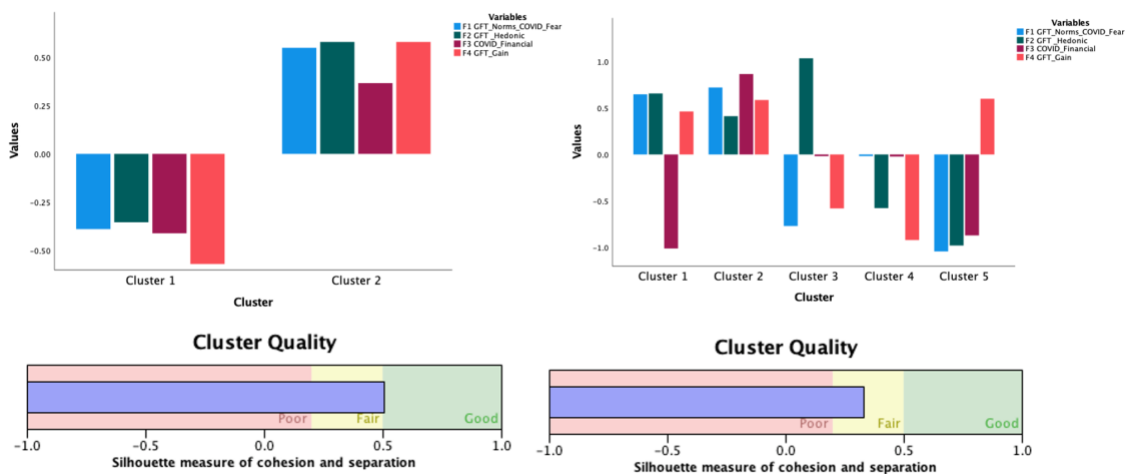 Variables
F1 GFT_Norms_COVID_Fear
F2 GFT_Hedonic
F3 COVID_Financial
F4 GFT_Gain
Values
0.50
0.25
0.00
-0.25
-0.50
Cluster 1
Cluster 2
Cluster
Variables
F1 GFT_Norms_COVID_Fear
F2 GFT_Hedonic
F3 COVID_Financial
F4 GFT_Gain
Values
1.0
0.5
0.0
-0.5
-1.0
Cluster 1
Cluster 2
Cluster 3
Cluster 4
Cluster 5
Cluster
Cluster Quality
Poor
Fair
Good
-1.0
-0.5
0.0
0.5
1.0
Silhouette measure of cohesion and separation
Cluster Quality
Poor
Fair
Good
-1.0
-0.5
0.0
0.5
1.0
Silhouette measure of cohesion and separation